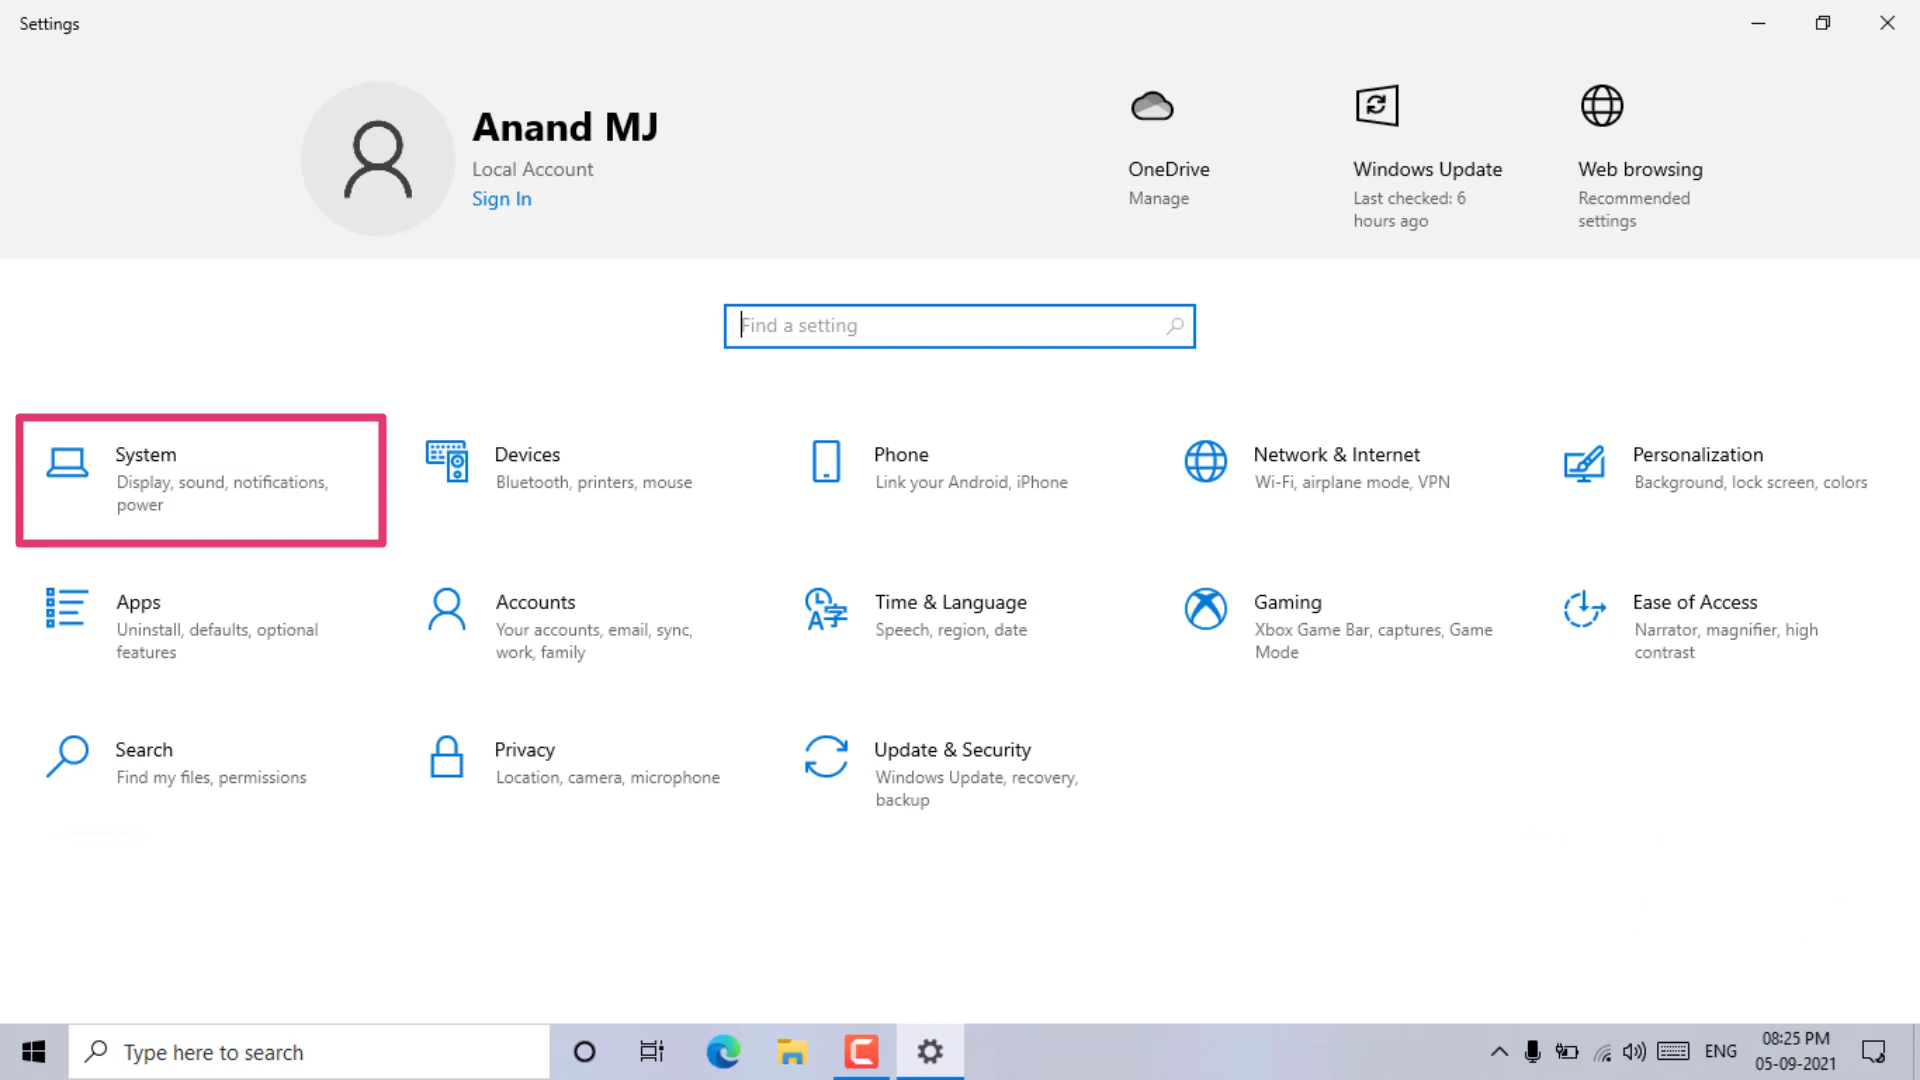 Settings
Anand MJ
Local Account
Sign In
OneDrive
Manage
Windows Update
Last checked: 6
hours ago
Web browsing
Recommended
settings
Find a setting
System
Display, sound, notifications,
power
Devices
Bluetooth, printers, mouse
Phone
Link your Android, iPhone
Network & Internet
Wi-Fi, airplane mode, VPN
Personalization
Background, lock screen, colors
Apps
Uninstall, defaults, optional
features
Accounts
Your accounts, email, sync,
work, family
Time & Language
Speech, region, date
Gaming
Xbox Game Bar, captures, Game
Mode
Ease of Access
Narrator, magnifier, high
contrast
Search
Find my files, permissions
Privacy
Location, camera, microphone
Update & Security
Windows Update, recovery,
backup
Type here to search
ENG
08:25 PM
05-09-2021